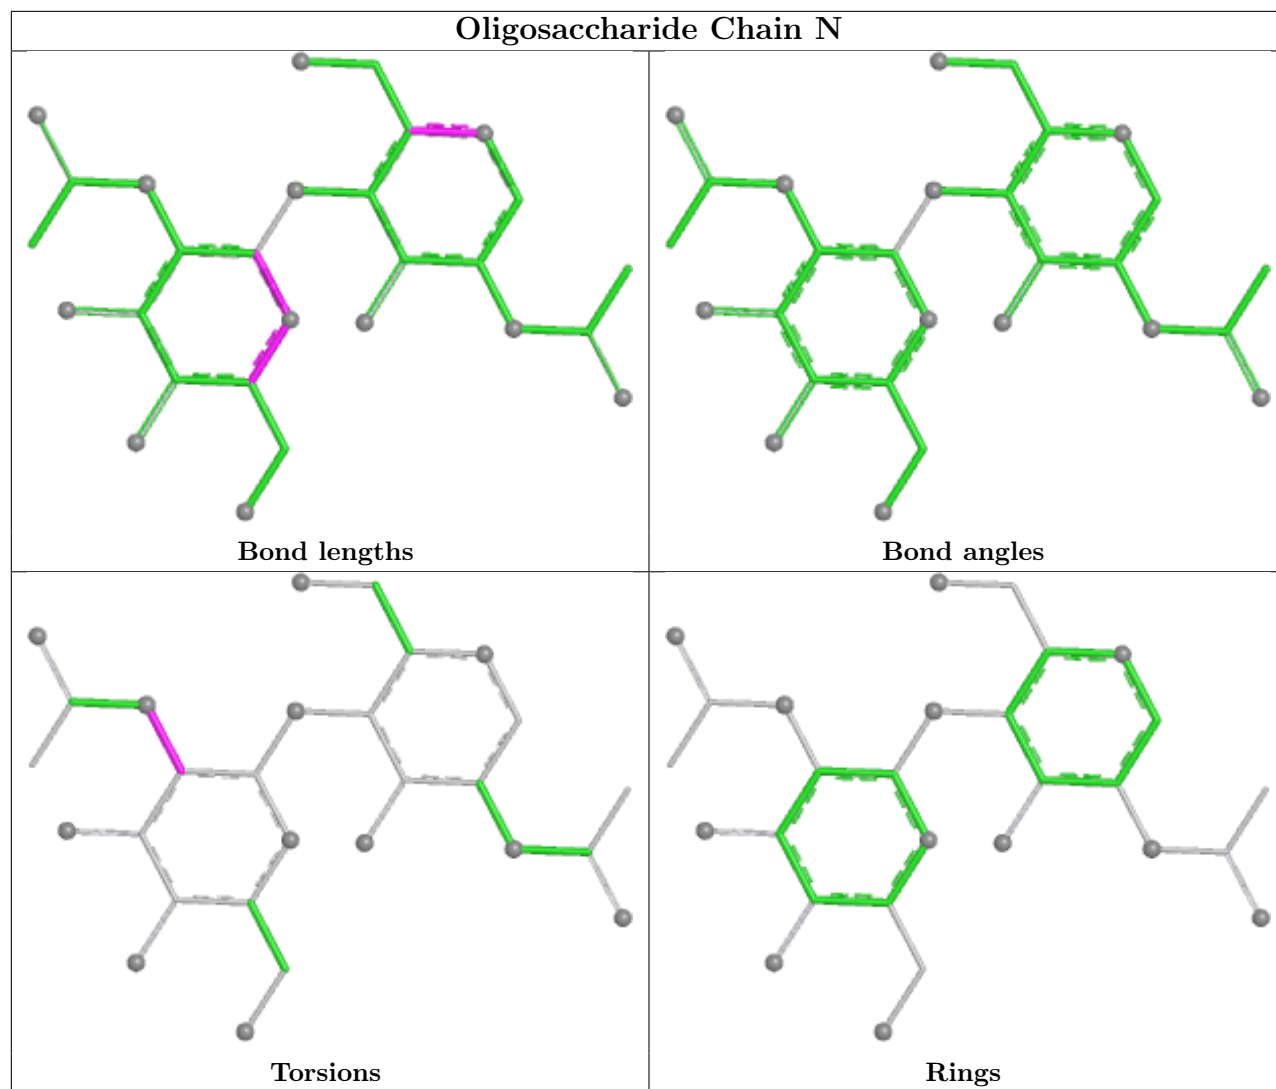 Oligosaccharide Chain N
Bond lengths
Bond angles
Torsions
Rings